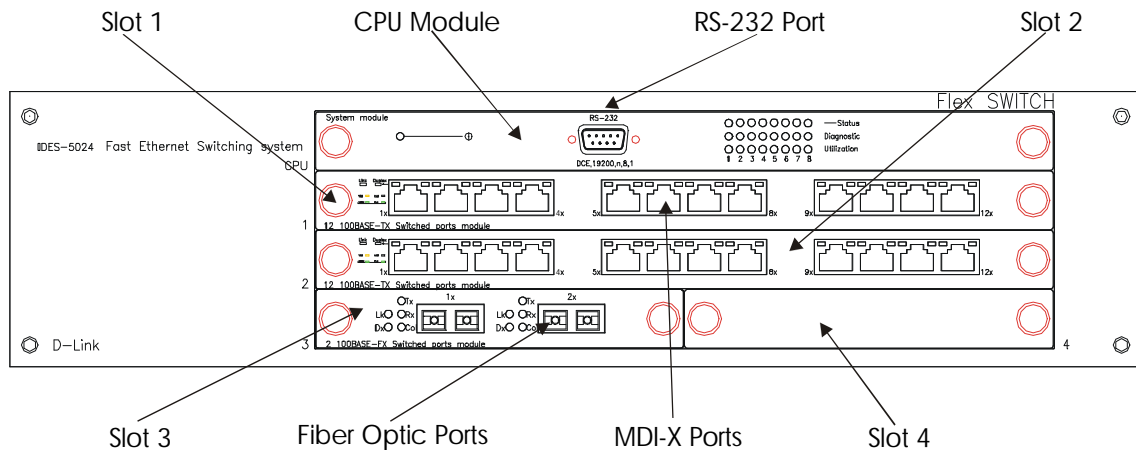 Slot 1 CPU Module RS-232 Port Slot 2
Flex SWITCH
System module
RS-232
Status
Diagnostic
Utilization
1 2 3 4 5 6 7 8
DCE,19200,n,8,1
DES-5024 Fast Ethernet Switching system
CPU
1x 4x 5x 8x 9x 12x
1 12 100BASE-TX Switched ports module
1x 4x 5x 8x 9x 12x
2 12 100BASE-TX Switched ports module
1x 2x
Tx Tx
Lk Rx Lk Rx
Dx Col Dx Col
D-Link 3 2 100BASE-FX Switched ports module 4
Slot 3 Fiber Optic Ports MDI-X Ports Slot 4